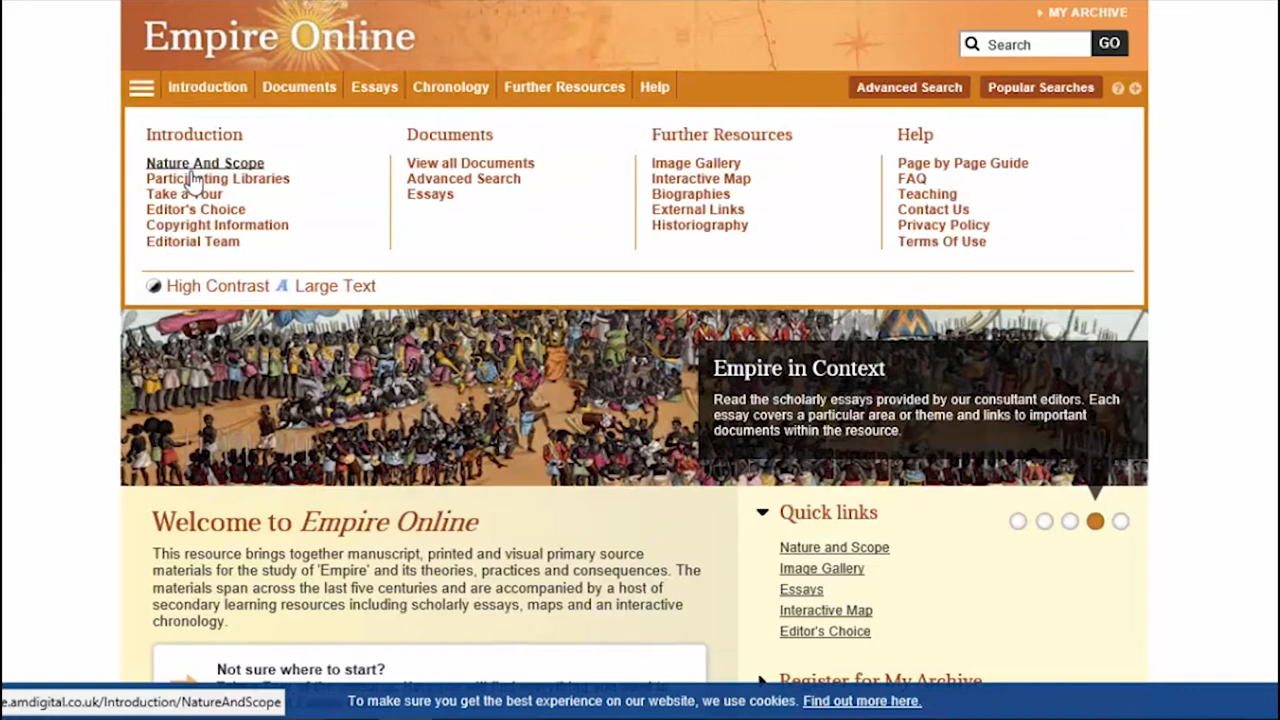 MY ARCHIVE
Empire Online
Search
GO
Introduction
Documents
Essays
Chronology
Further Resources
Help
Advanced Search
Popular Searches
Introduction
Nature And Scope
Participating Libraries
Take a Tour
Editor's Choice
Copyright Information
Editorial Team
Documents
View all Documents
Advanced Search
Essays
Further Resources
Image Gallery
Interactive Map
Biographies
External Links
Historiography
Help
Page by Page Guide
FAQ
Teaching
Contact Us
Privacy Policy
Terms Of Use
High Contrast
A Large Text
Empire in Context
Read the scholarly essays provided by our consultant editors. Each
essay covers a particular area or theme and links to important
documents within the resource.
Welcome to Empire Online
This resource brings together manuscript, printed and visual primary source
materials for the study of 'Empire' and its theories, practices and consequences. The
materials span across the last five centuries and are accompanied by a host of
secondary learning resources including scholarly essays, maps and an interactive
chronology.
Not sure where to start?
Quick links
Nature and Scope
Image Gallery
Essays
Interactive Map
Editor's Choice
Register for My Archive
e.amdigital.co.uk/Introduction/NatureAndScope
To make sure you get the best experience on our website, we use cookies. Find out more here.